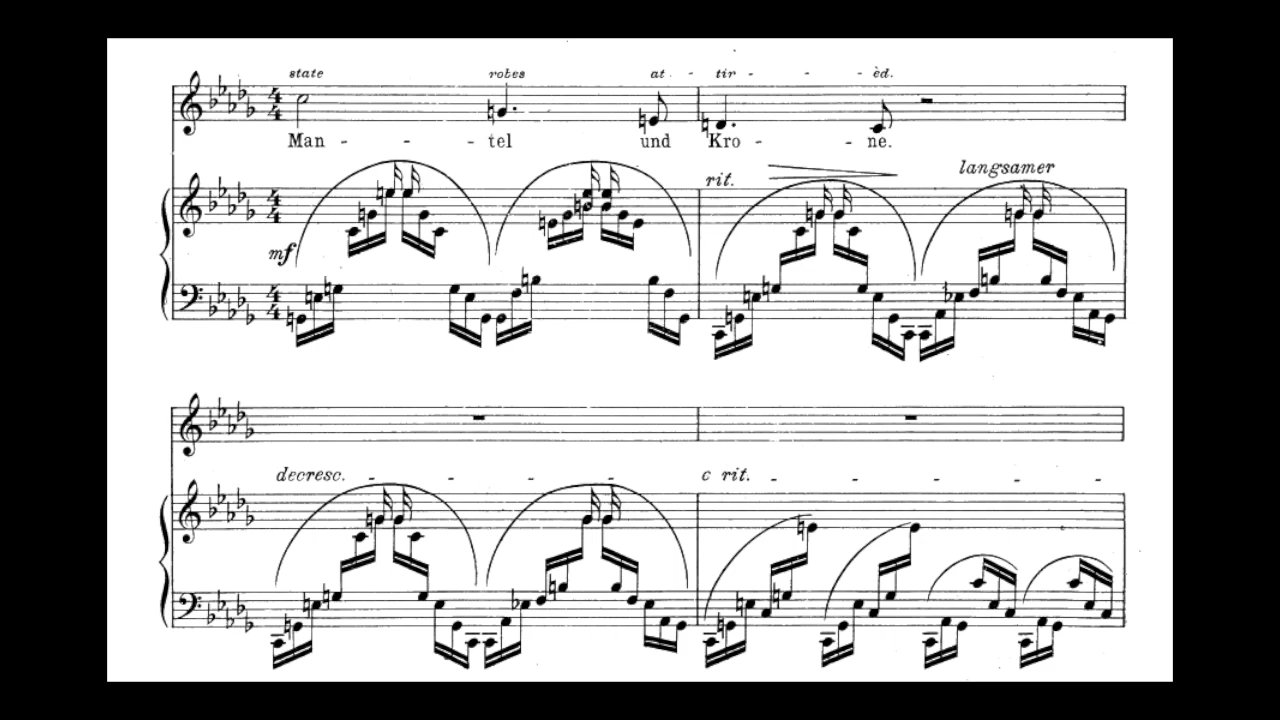 state robes at - tir - - èd.
Man - - - tel und Kro - - ne.
rit. langsamer
mf
decresc. - - - - c rit. - - - -